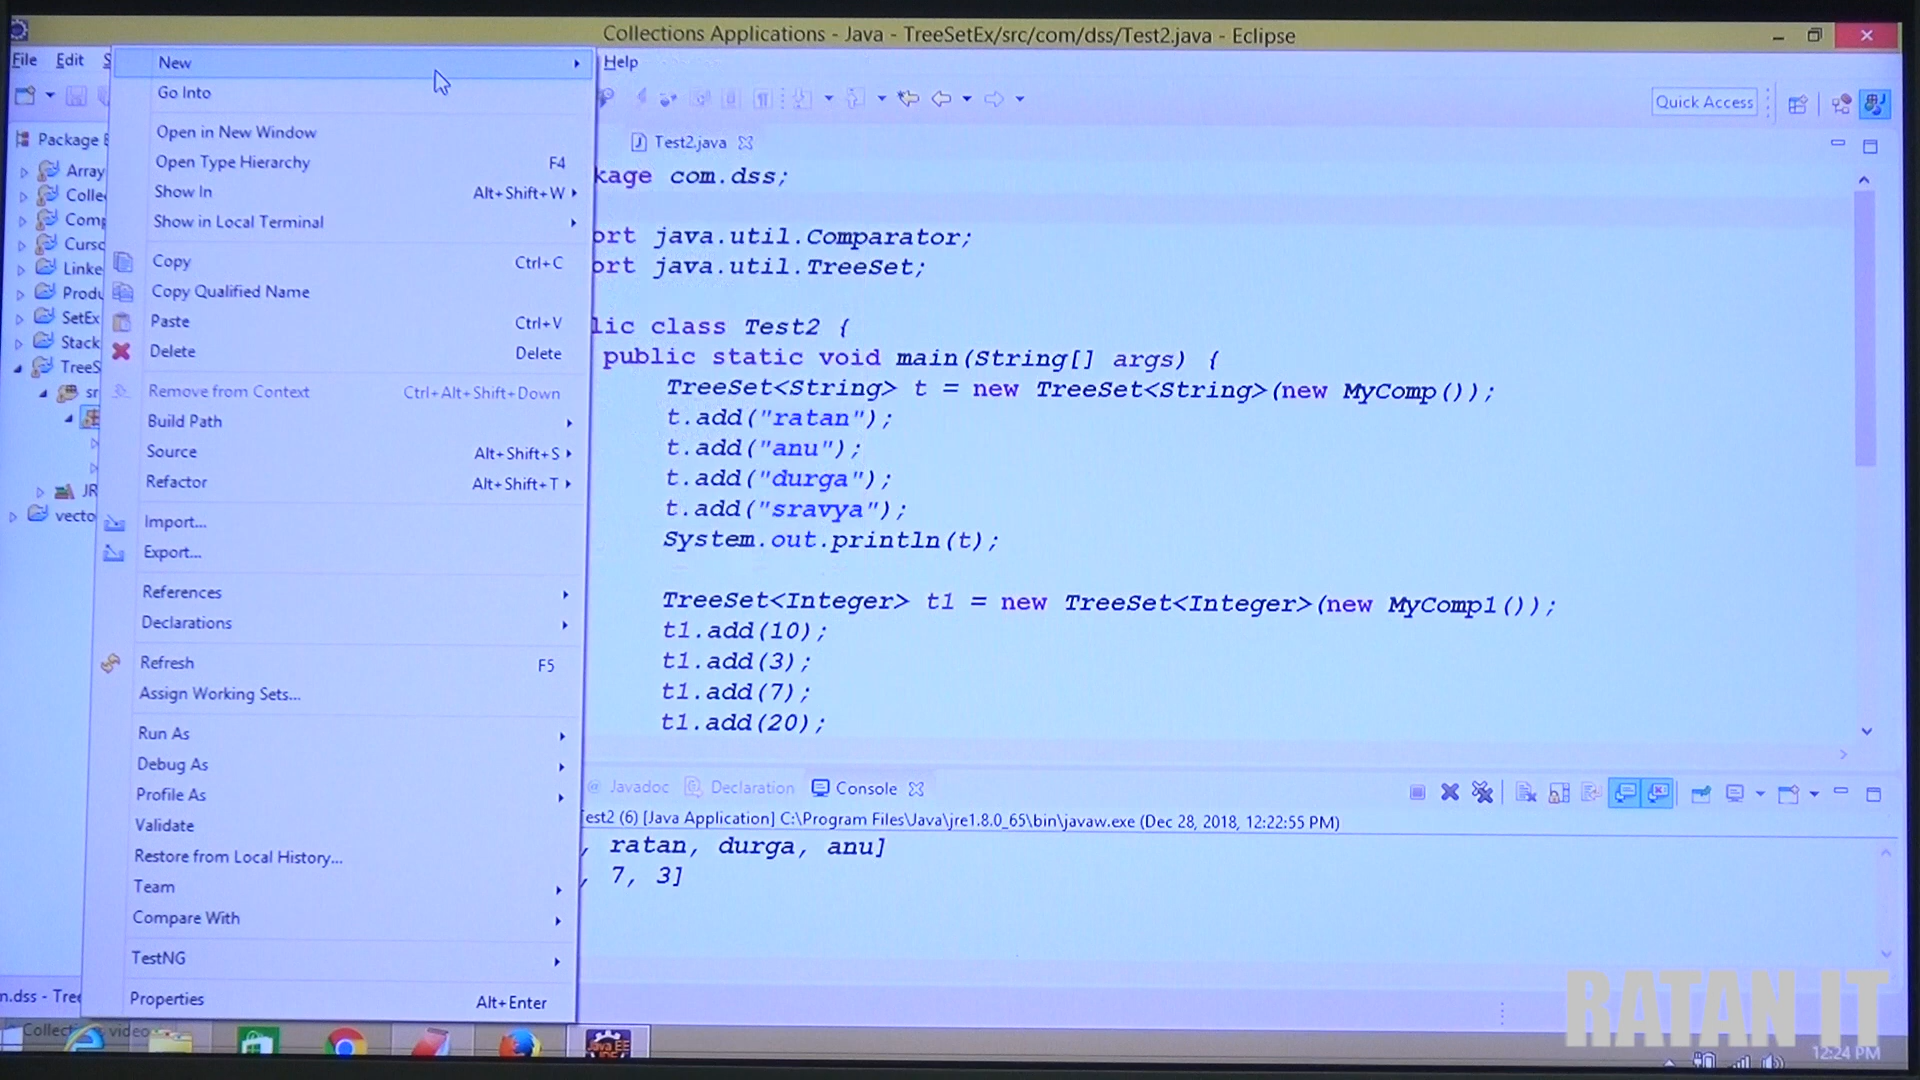 Collections Applications - Java - TreeSetEx/src/com/dss/Test2.java - Eclipse
File Edit
Help
Quick Access
New
Go Into
Open in New Window
Open Type Hierarchy F4
Show In Alt+Shift+W
Show in Local Terminal
Copy Ctrl+C
Copy Qualified Name
Paste Ctrl+V
Delete Delete
Remove from Context Ctrl+Alt+Shift+Down
Build Path
Source Alt+Shift+S
Refactor Alt+Shift+T
Import...
Export...
References
Declarations
Refresh F5
Assign Working Sets...
Run As
Debug As
Profile As
Validate
Restore from Local History...
Team
Compare With
TestNG
Properties Alt+Enter
Package E
Array
Colle
Comp
Curso
Linke
Produ
SetEx
Stack
TreeS
sr
JR
vecto
n.dss - Tree
Test2.java
kage com.dss;
ort java.util.Comparator;
ort java.util.TreeSet;
lic class Test2 {
public static void main(String[] args) {
TreeSet<String> t = new TreeSet<String>(new MyComp());
t.add("ratan");
t.add("anu");
t.add("durga");
t.add("sravya");
System.out.println(t);
TreeSet<Integer> t1 = new TreeSet<Integer>(new MyComp1());
t1.add(10);
t1.add(3);
t1.add(7);
t1.add(20);
@ Javadoc Declaration Console
est2 (6) [Java Application] C:\Program Files\Java\jre1.8.0_65\bin\javaw.exe (Dec 28, 2018, 12:22:55 PM)
, ratan, durga, anu]
, 7, 3]
Java EE
IDE
RATAN IT
12:24 PM